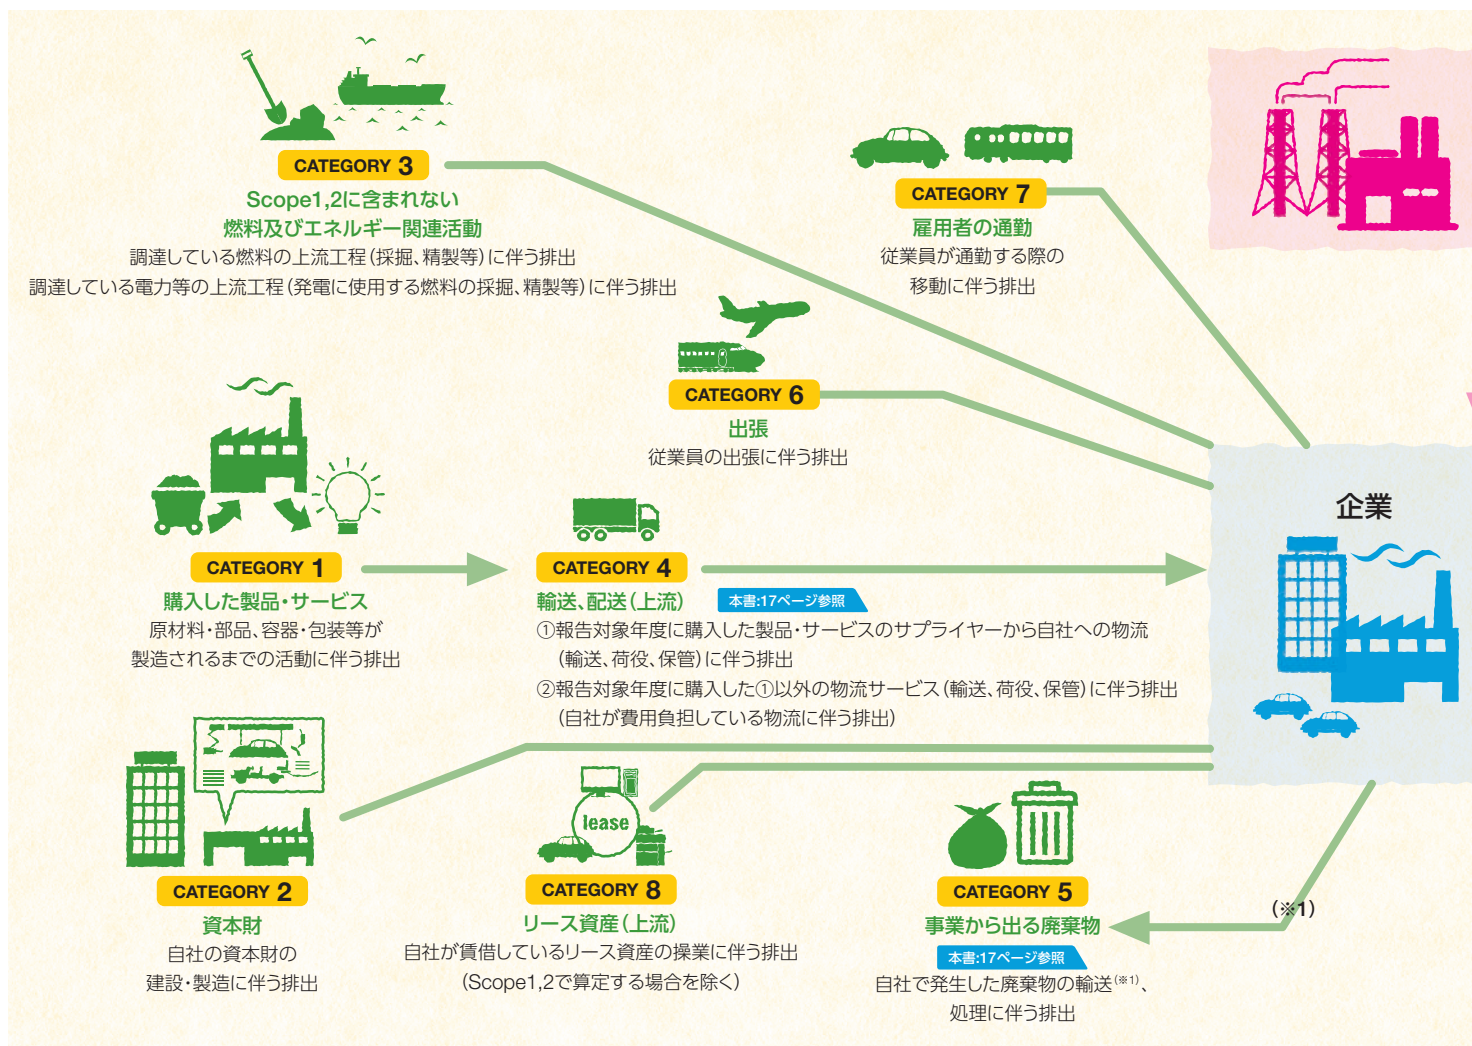 CATEGORY 3
Scope1,2に含まれない
燃料及びエネルギー関連活動
調達している燃料の上流工程（採掘、精製等）に伴う排出
調達している電力等の上流工程（発電に使用する燃料の採掘、精製等）に伴う排出
CATEGORY 7
雇用者の通勤
従業員が通勤する際の
移動に伴う排出
CATEGORY 6
出張
従業員の出張に伴う排出
企業
CATEGORY 1
購入した製品・サービス
原材料・部品、容器・包装等が
製造されるまでの活動に伴う排出
CATEGORY 4
輸送、配送（上流）
本書:17ページ参照
①報告対象年度に購入した製品・サービスのサプライヤーから自社への物流
（輸送、荷役、保管）に伴う排出
②報告対象年度に購入した①以外の物流サービス（輸送、荷役、保管）に伴う排出
（自社が費用負担している物流に伴う排出）
CATEGORY 2
資本財
自社の資本財の
建設・製造に伴う排出
lease
CATEGORY 8
リース資産（上流）
自社が賃借しているリース資産の操業に伴う排出
（Scope1,2で算定する場合を除く）
CATEGORY 5
事業から出る廃棄物
本書:17ページ参照
自社で発生した廃棄物の輸送(※1)、
処理に伴う排出
(※1)